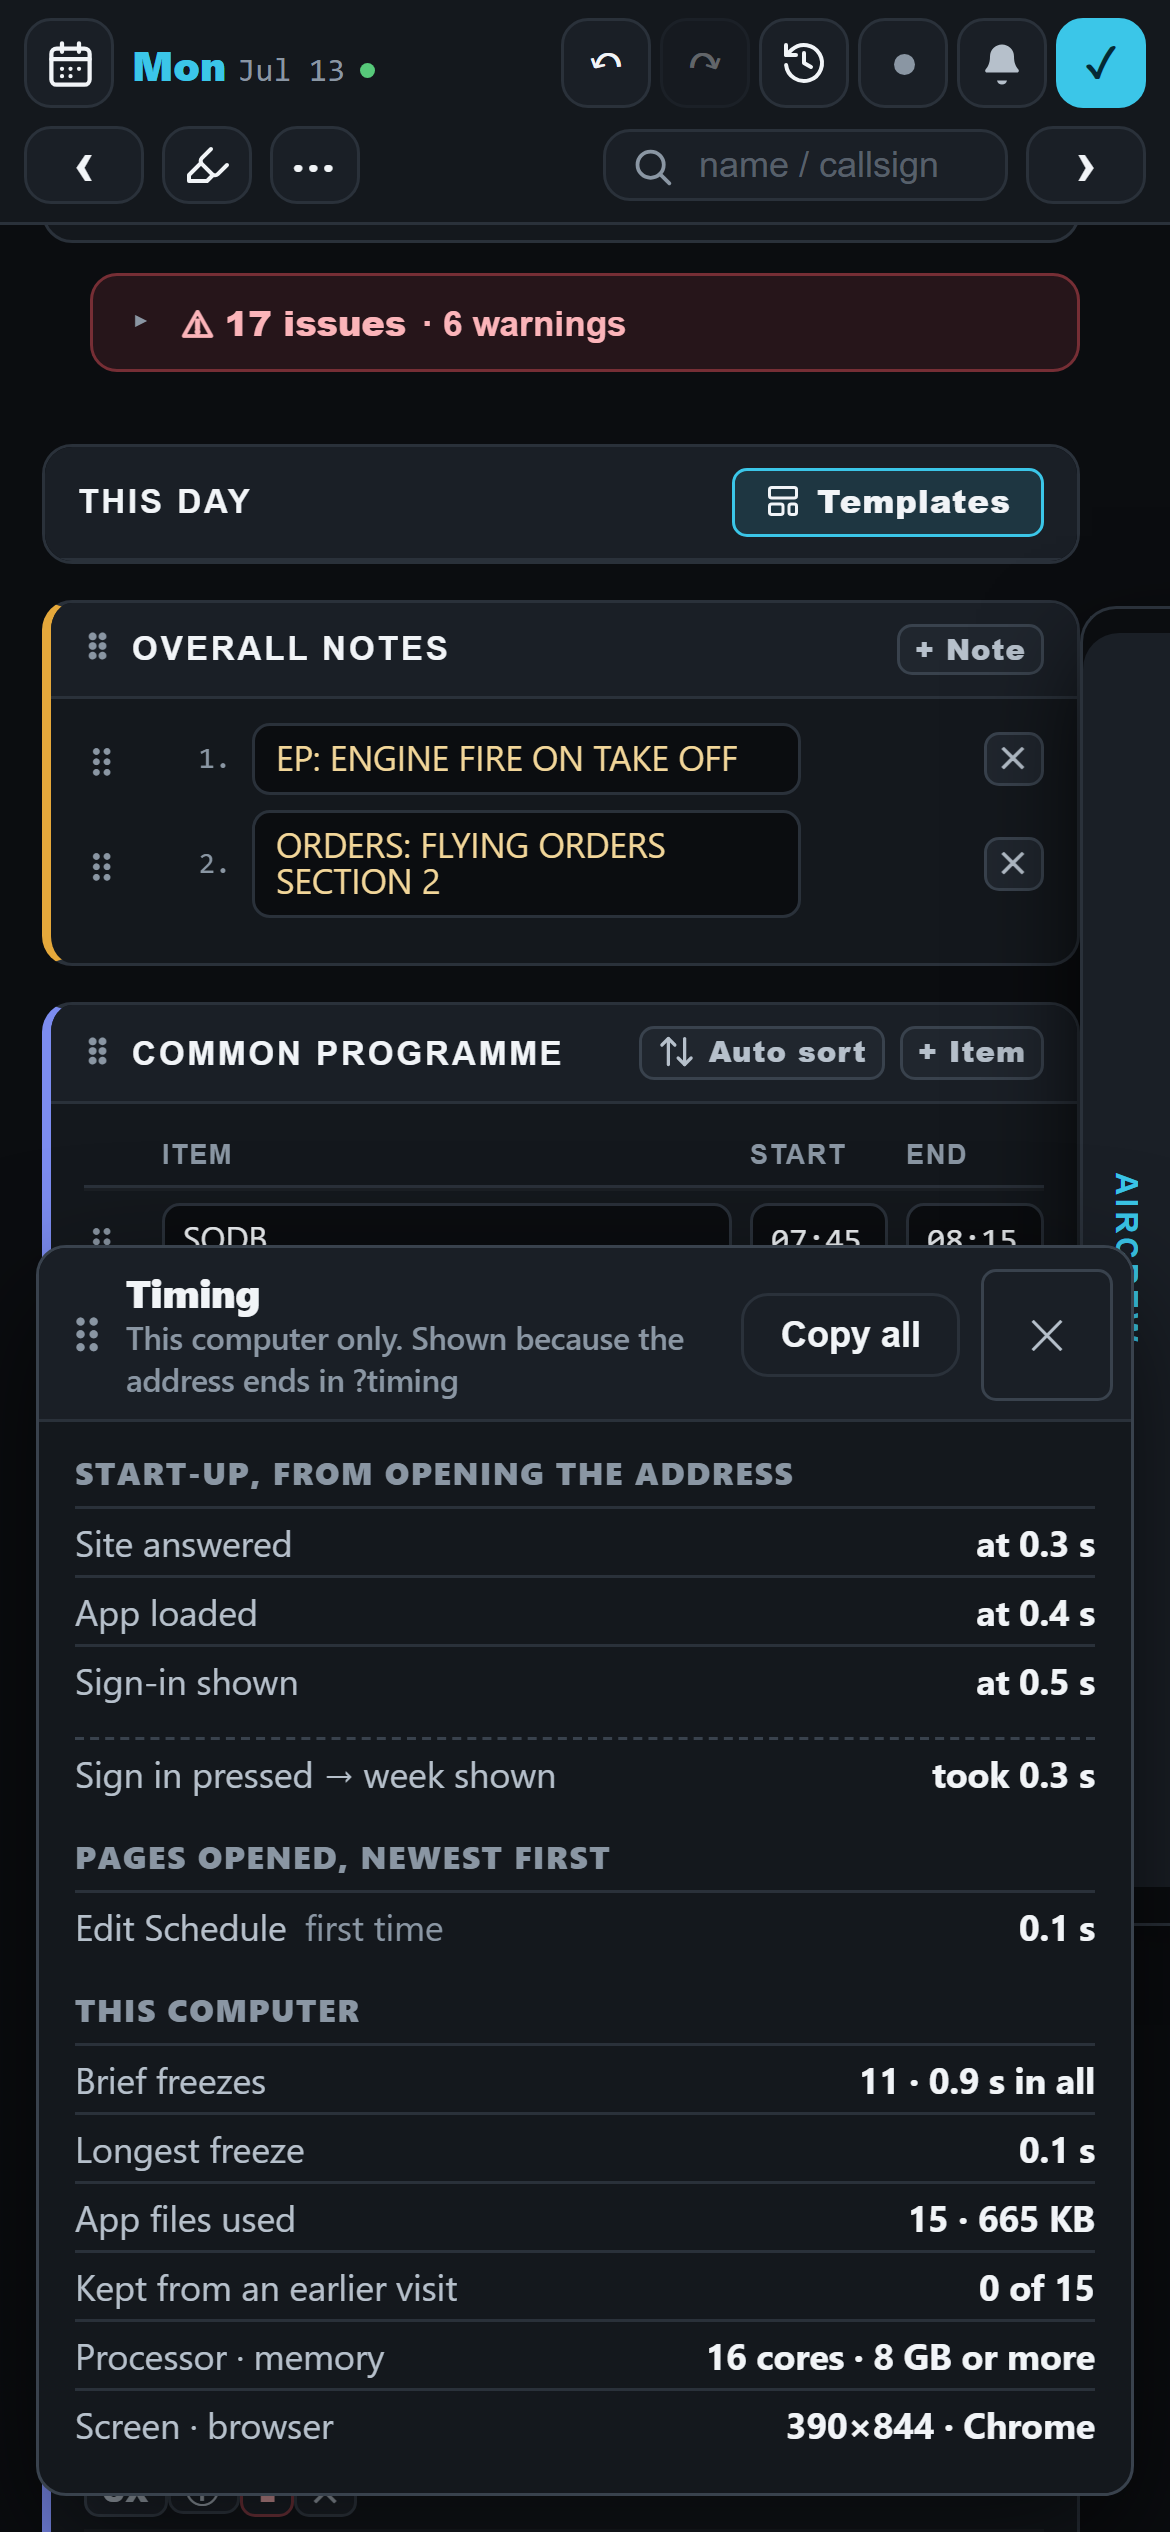 Mon Jul 13
name / callsign
17 issues · 6 warnings
THIS DAY
Templates
OVERALL NOTES
+ Note
1. EP: ENGINE FIRE ON TAKE OFF
2. ORDERS: FLYING ORDERS
SECTION 2
COMMON PROGRAMME
Auto sort
+ Item
ITEM START END
SODB 07:45 08:15
Timing
This computer only. Shown because the
address ends in ?timing
Copy all
START-UP, FROM OPENING THE ADDRESS
Site answered at 0.3 s
App loaded at 0.4 s
Sign-in shown at 0.5 s
Sign in pressed → week shown took 0.3 s
PAGES OPENED, NEWEST FIRST
Edit Schedule first time 0.1 s
THIS COMPUTER
Brief freezes 11 · 0.9 s in all
Longest freeze 0.1 s
App files used 15 · 665 KB
Kept from an earlier visit 0 of 15
Processor · memory 16 cores · 8 GB or more
Screen · browser 390×844 · Chrome